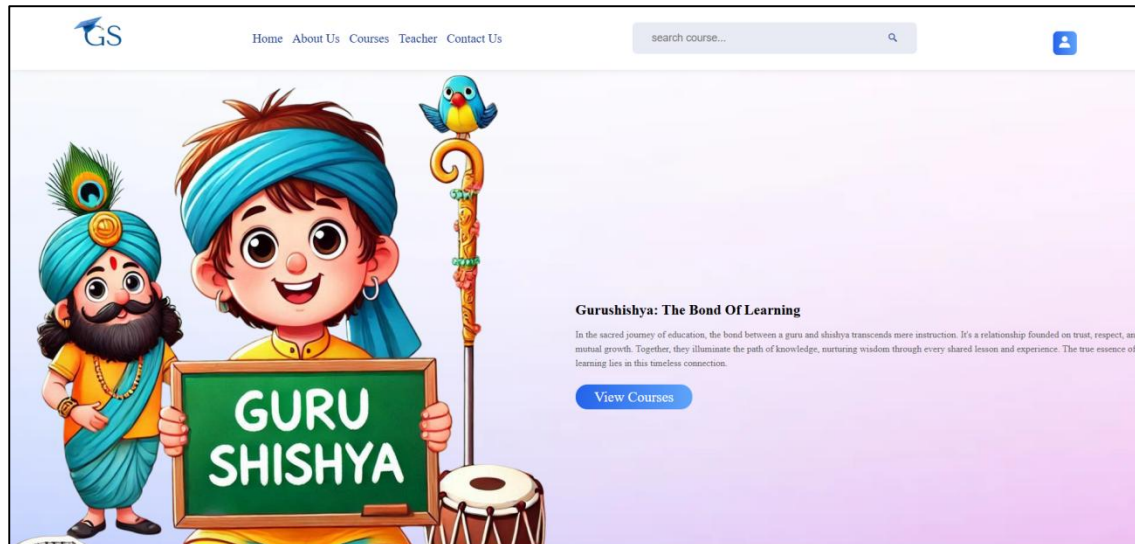 GS
Home About Us Courses Teacher Contact Us
search course...
GURU
SHISHYA
Gurushishya: The Bond Of Learning
In the sacred journey of education, the bond between a guru and shishya transcends mere instruction. It's a relationship founded on trust, respect,
mutual growth. Together, they illuminate the path of knowledge, nurturing wisdom through every shared lesson and experience. The true essence of
learning lies in this timeless connection.
View Courses